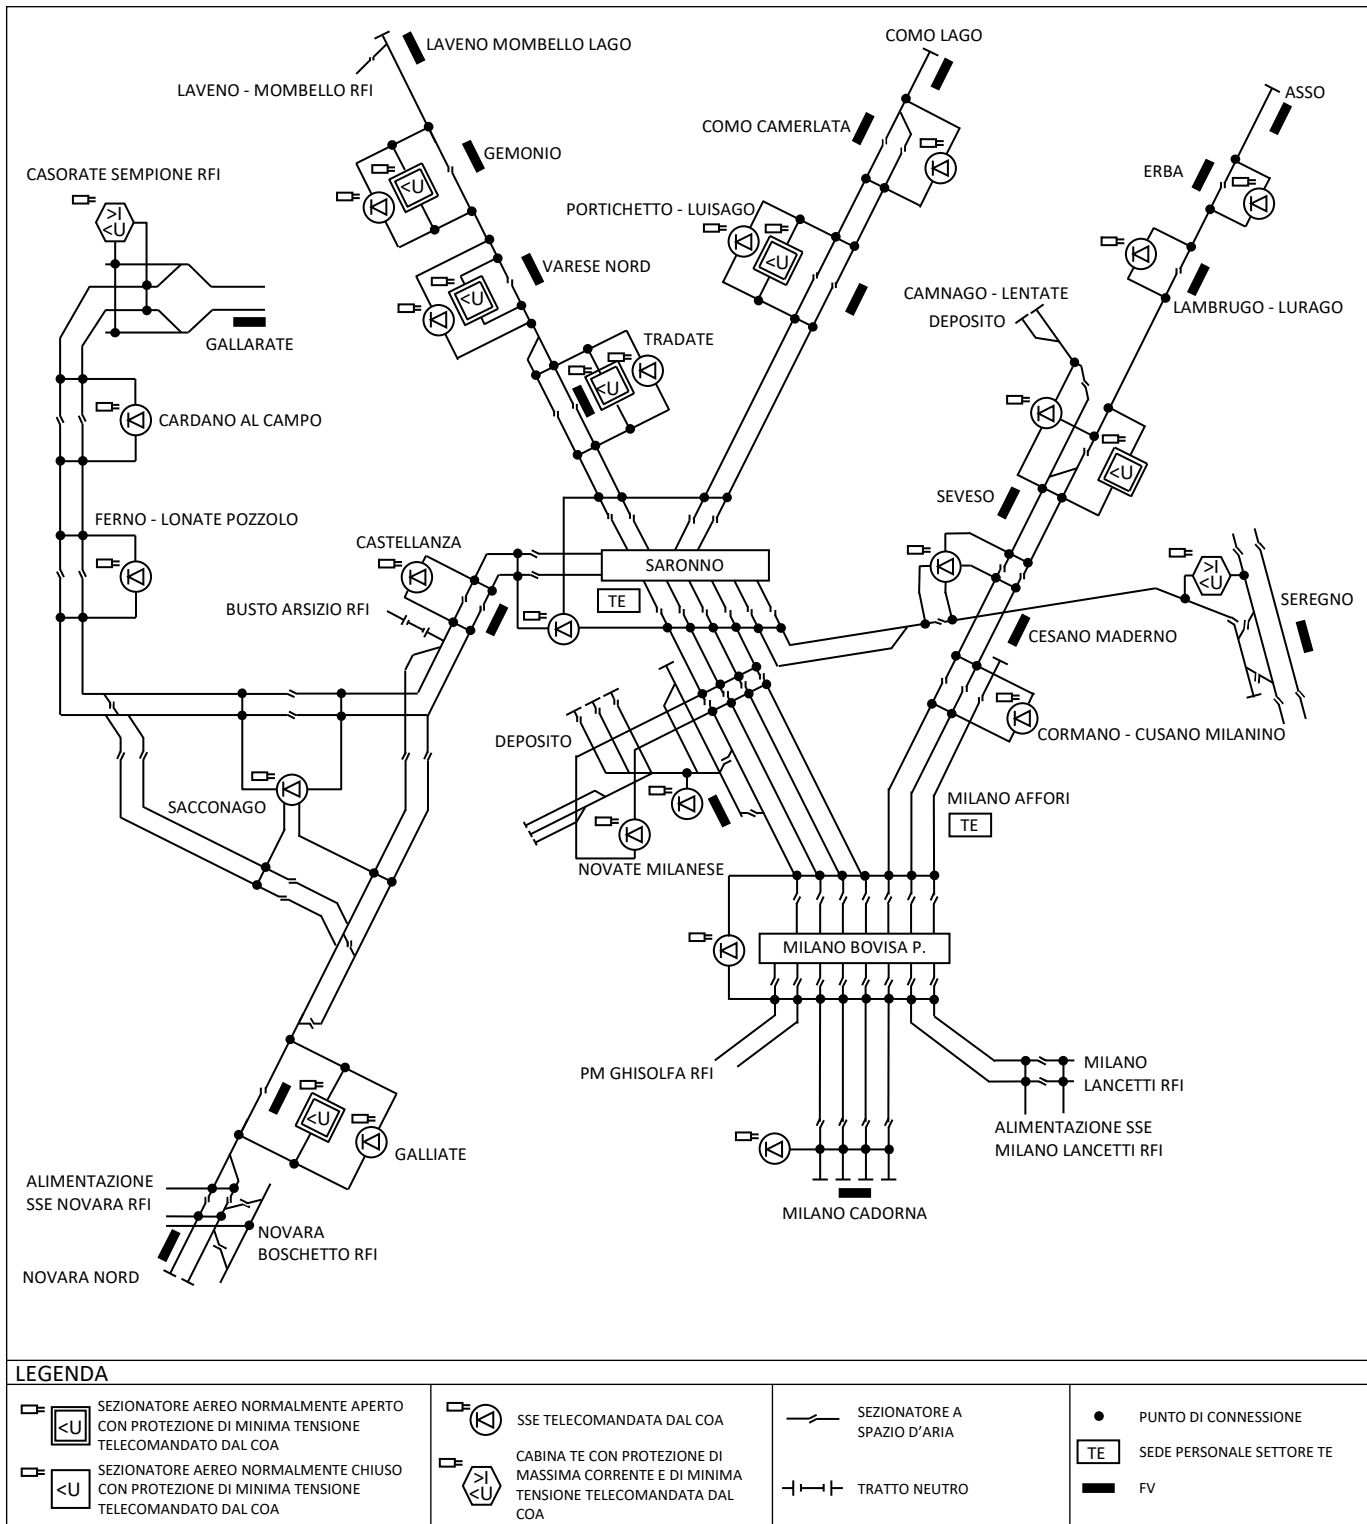 COMO LAGO
LAVENO MOMBELLO LAGO
LAVENO - MOMBELLO RFI
ASSO
COMO CAMERLATA
GEMONIO
ERBA
CASORATE SEMPIONE RFI
<U
>I
<U
PORTICHETTO - LUISAGO
<U
VARESE NORD
<U
CAMNAGO - LENTATE
DEPOSITO
LAMBRUGO - LURAGO
TRADATE
GALLARATE
<U
CARDANO AL CAMPO
<U
SEVESO
FERNO - LONATE POZZOLO
CASTELLANZA
SARONNO
>I
<U
TE
SEREGNO
BUSTO ARSIZIO RFI
CESANO MADERNO
DEPOSITO
CORMANO - CUSANO MILANINO
SACCONAGO
MILANO AFFORI
TE
NOVATE MILANESE
MILANO BOVISA P.
PM GHISOLFA RFI
MILANO
LANCETTI RFI
<U
ALIMENTAZIONE SSE
MILANO LANCETTI RFI
GALLIATE
ALIMENTAZIONE
SSE NOVARA RFI
MILANO CADORNA
NOVARA
BOSCHETTO RFI
NOVARA NORD
LEGENDA
<U
SEZIONATORE AEREO NORMALMENTE APERTO
CON PROTEZIONE DI MINIMA TENSIONE
TELECOMANDATO DAL COA
<U
SEZIONATORE AEREO NORMALMENTE CHIUSO
CON PROTEZIONE DI MINIMA TENSIONE
TELECOMANDATO DAL COA
SSE TELECOMANDATA DAL COA
>I
<U
CABINA TE CON PROTEZIONE DI
MASSIMA CORRENTE E DI MINIMA
TENSIONE TELECOMANDATA DAL
COA
SEZIONATORE A
SPAZIO D'ARIA
TRATTO NEUTRO
PUNTO DI CONNESSIONE
TE
SEDE PERSONALE SETTORE TE
FV